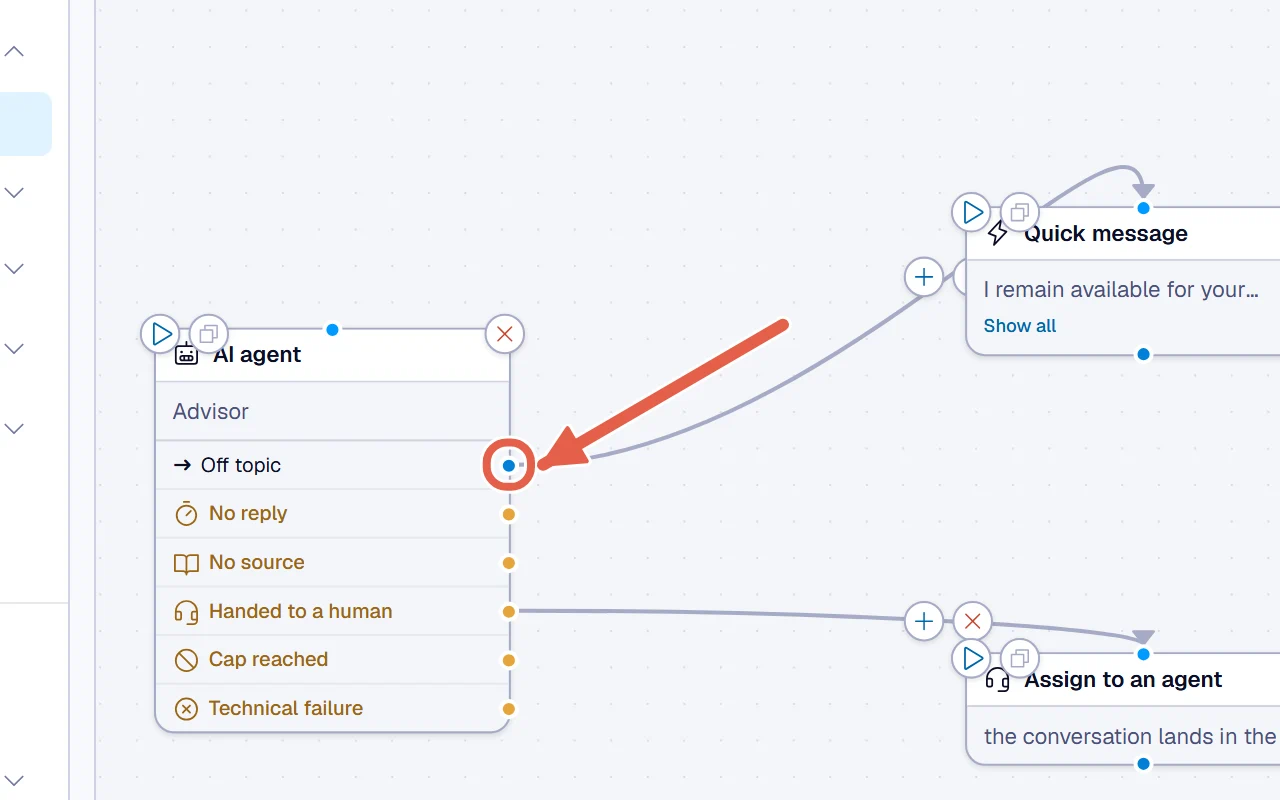 Quick message
I remain available for your…
Show all
AI agent
Advisor
Off topic
No reply
No source
Handed to a human
Cap reached
Technical failure
Assign to an agent
the conversation lands in the